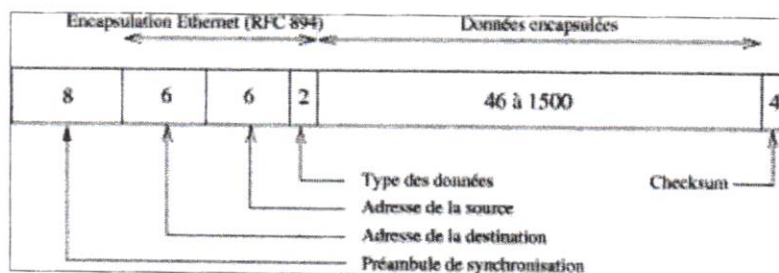 Encapsulation Ethernet (RFC 894) Données encapsulées
8 6 6 2 46 à 1500 4
Type des données Checksum
Adresse de la source
Adresse de la destination
Préambule de synchronisation